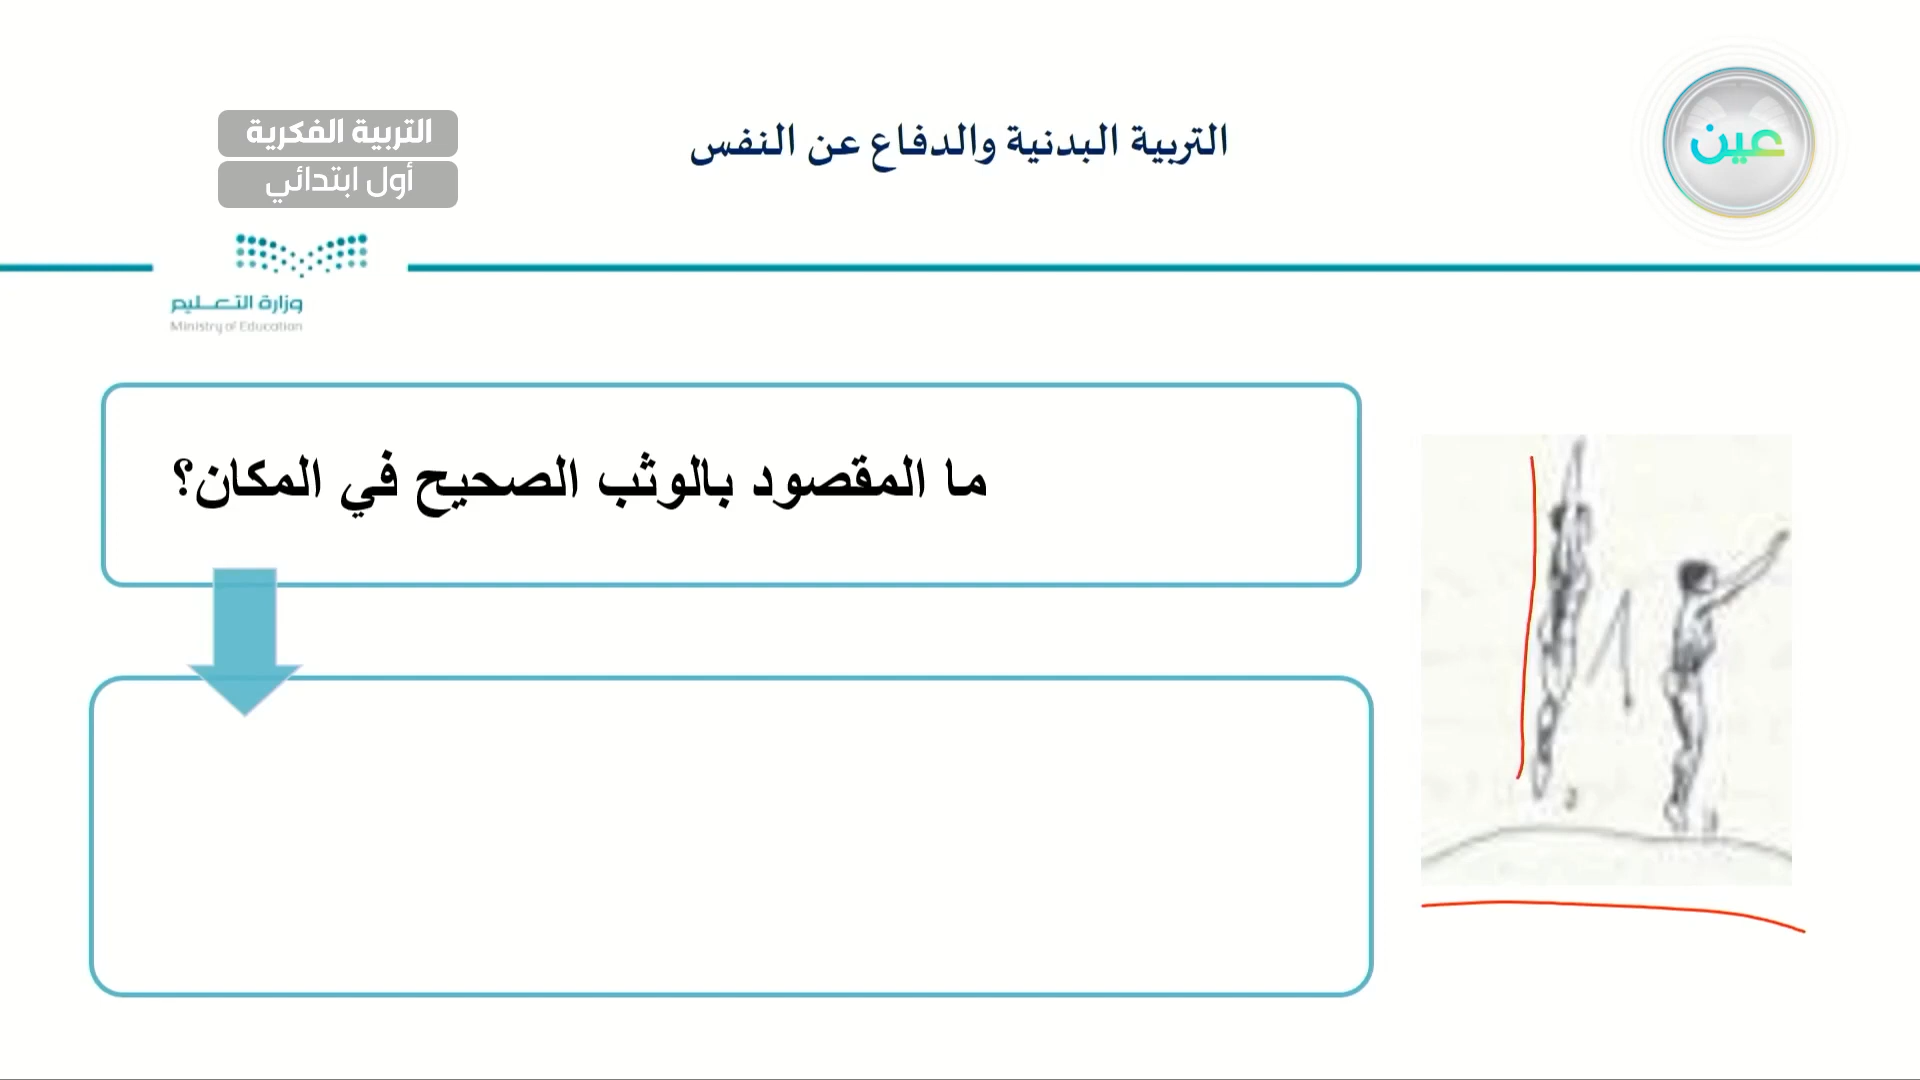 التربية الفكرية
أول ابتدائي
التربية البدنية والدفاع عن النفس
عين
وزارة التعليم
Ministry of Education
ما المقصود بالوثب الصحيح في المكان؟